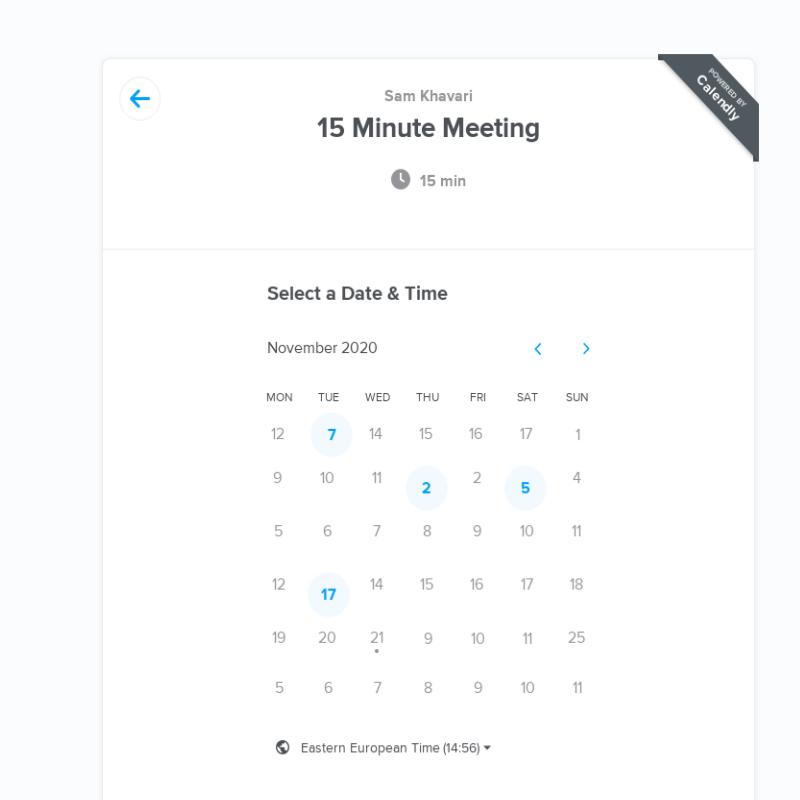 POWERED BY
Calendly
Sam Khavari
15 Minute Meeting
15 min
Select a Date & Time
November 2020
MON TUE WED THU FRI SAT SUN
12 7 14 15 16 17 1
9 10 11 2 2 5 4
5 6 7 8 9 10 11
12 17 14 15 16 17 18
19 20 21 9 10 11 25
5 6 7 8 9 10 11
Eastern European Time (14:56)